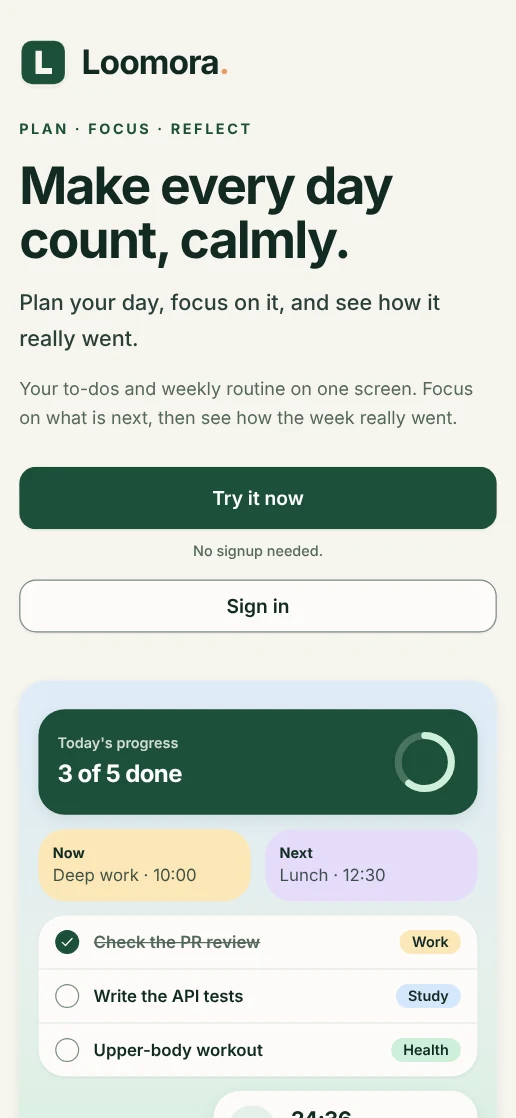 L Loomora.
PLAN · FOCUS · REFLECT
Make every day
count, calmly.
Plan your day, focus on it, and see how it
really went.
Your to-dos and weekly routine on one screen. Focus
on what is next, then see how the week really went.
Try it now
No signup needed.
Sign in
Today's progress
3 of 5 done
Now
Deep work · 10:00
Next
Lunch · 12:30
Check the PR review Work
Write the API tests Study
Upper-body workout Health
24:36